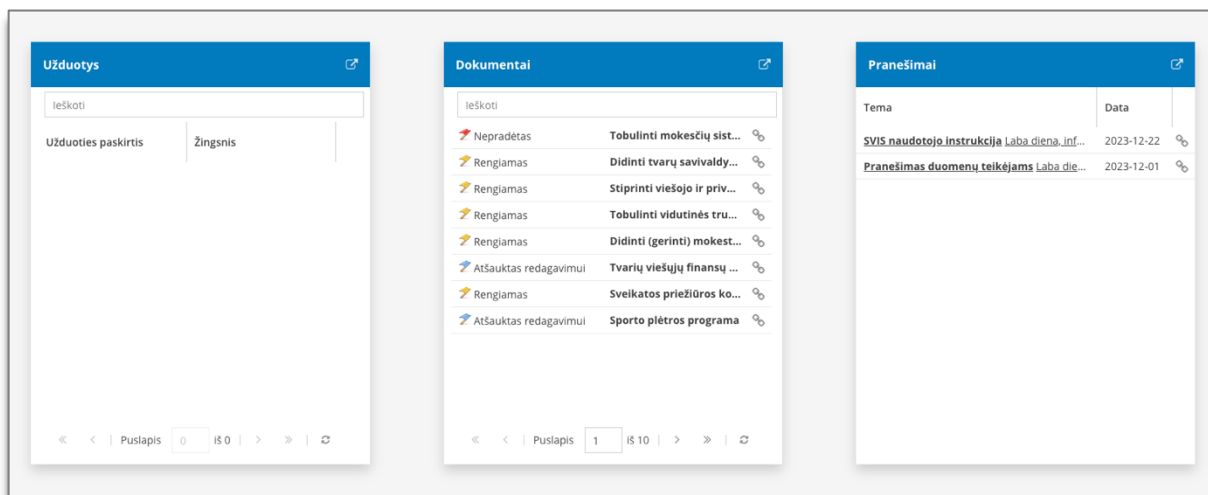 Užduotys
Ieškoti
Užduoties paskirtis Žingsnis
Puslapis 0 iš 0
Dokumentai
Ieškoti
Nepradėtas Tobulinti mokesčių sist...
Rengiamas Didinti tvarų savivaldy...
Rengiamas Stiprinti viešojo ir priv...
Rengiamas Tobulinti vidutinės tru...
Rengiamas Didinti (gerinti) mokest...
Atšauktas redagavimui Tvarių viešųjų finansų ...
Rengiamas Sveikatos priežiūros ko...
Atšauktas redagavimui Sporto plėtros programa
Puslapis 1 iš 10
Pranešimai
Tema Data
SVIS naudotojo instrukcija Laba diena, inf... 2023-12-22
Pranešimas duomenų teikėjams Laba die... 2023-12-01